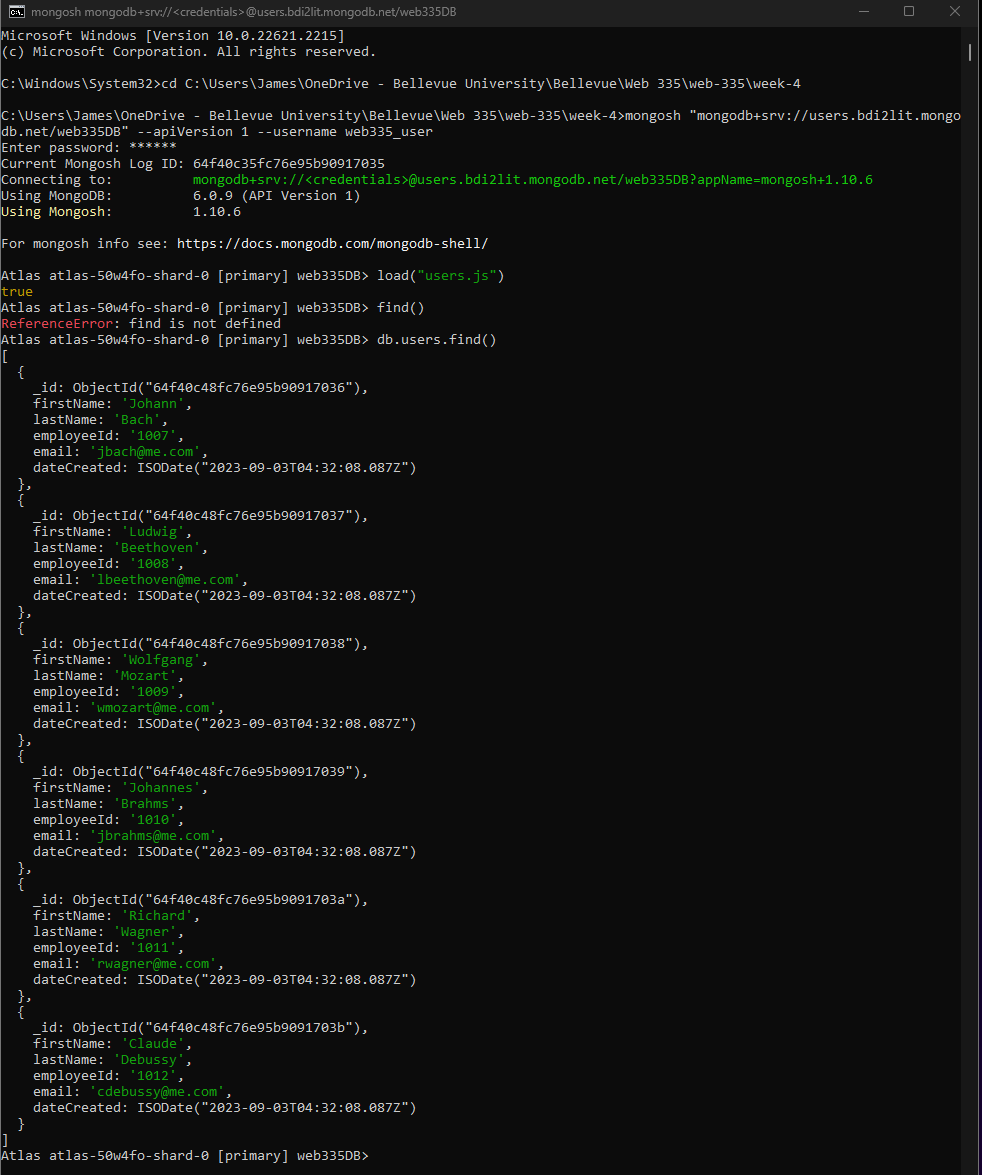 mongosh mongodb+srv://<credentials>@users.bdi2lit.mongodb.net/web335DB
Microsoft Windows [Version 10.0.22621.2215]
(c) Microsoft Corporation. All rights reserved.
C:\Windows\System32>cd C:\Users\James\OneDrive - Bellevue University\Bellevue\Web 335\web-335\week-4
C:\Users\James\OneDrive - Bellevue University\Bellevue\Web 335\web-335\week-4>mongosh "mongodb+srv://users.bdi2lit.mongo
db.net/web335DB" --apiVersion 1 --username web335_user
Enter password: ******
Current Mongosh Log ID: 64f40c35fc76e95b90917035
Connecting to:          mongodb+srv://<credentials>@users.bdi2lit.mongodb.net/web335DB?appName=mongosh+1.10.6
Using MongoDB:          6.0.9 (API Version 1)
Using Mongosh:          1.10.6
For mongosh info see: https://docs.mongodb.com/mongodb-shell/
Atlas atlas-50w4fo-shard-0 [primary] web335DB> load("users.js")
true
Atlas atlas-50w4fo-shard-0 [primary] web335DB> find()
ReferenceError: find is not defined
Atlas atlas-50w4fo-shard-0 [primary] web335DB> db.users.find()
[
  {
    _id: ObjectId("64f40c48fc76e95b90917036"),
    firstName: 'Johann',
    lastName: 'Bach',
    employeeId: '1007',
    email: 'jbach@me.com',
    dateCreated: ISODate("2023-09-03T04:32:08.087Z")
  },
  {
    _id: ObjectId("64f40c48fc76e95b90917037"),
    firstName: 'Ludwig',
    lastName: 'Beethoven',
    employeeId: '1008',
    email: 'lbeethoven@me.com',
    dateCreated: ISODate("2023-09-03T04:32:08.087Z")
  },
  {
    _id: ObjectId("64f40c48fc76e95b90917038"),
    firstName: 'Wolfgang',
    lastName: 'Mozart',
    employeeId: '1009',
    email: 'wmozart@me.com',
    dateCreated: ISODate("2023-09-03T04:32:08.087Z")
  },
  {
    _id: ObjectId("64f40c48fc76e95b90917039"),
    firstName: 'Johannes',
    lastName: 'Brahms',
    employeeId: '1010',
    email: 'jbrahms@me.com',
    dateCreated: ISODate("2023-09-03T04:32:08.087Z")
  },
  {
    _id: ObjectId("64f40c48fc76e95b9091703a"),
    firstName: 'Richard',
    lastName: 'Wagner',
    employeeId: '1011',
    email: 'rwagner@me.com',
    dateCreated: ISODate("2023-09-03T04:32:08.087Z")
  },
  {
    _id: ObjectId("64f40c48fc76e95b9091703b"),
    firstName: 'Claude',
    lastName: 'Debussy',
    employeeId: '1012',
    email: 'cdebussy@me.com',
    dateCreated: ISODate("2023-09-03T04:32:08.087Z")
  }
]
Atlas atlas-50w4fo-shard-0 [primary] web335DB>